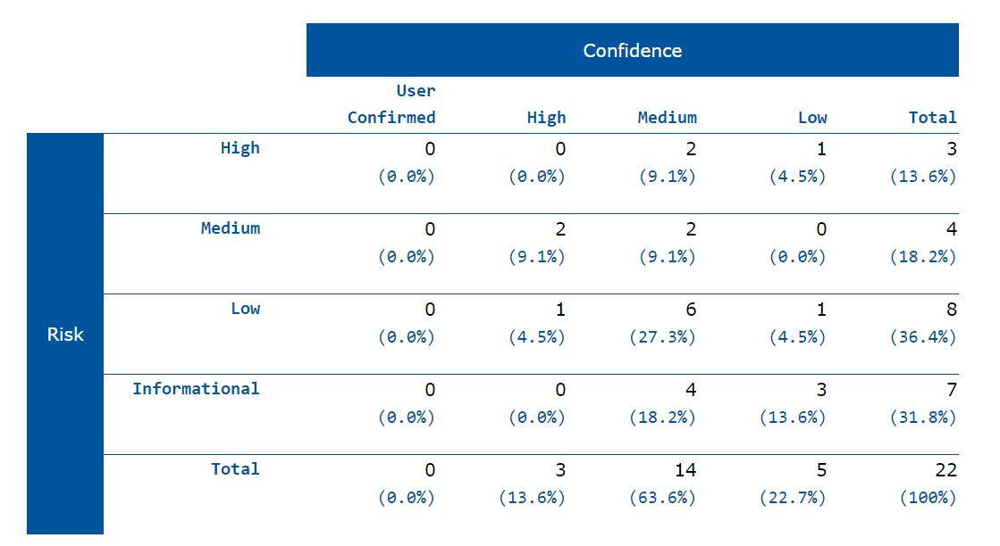 Confidence
User
Confirmed High Medium Low Total
High 0 0 2 1 3
(0.0%) (0.0%) (9.1%) (4.5%) (13.6%)
Medium 0 2 2 0 4
(0.0%) (9.1%) (9.1%) (0.0%) (18.2%)
Low 0 1 6 1 8
Risk (0.0%) (4.5%) (27.3%) (4.5%) (36.4%)
Informational 0 0 4 3 7
(0.0%) (0.0%) (18.2%) (13.6%) (31.8%)
Total 0 3 14 5 22
(0.0%) (13.6%) (63.6%) (22.7%) (100%)